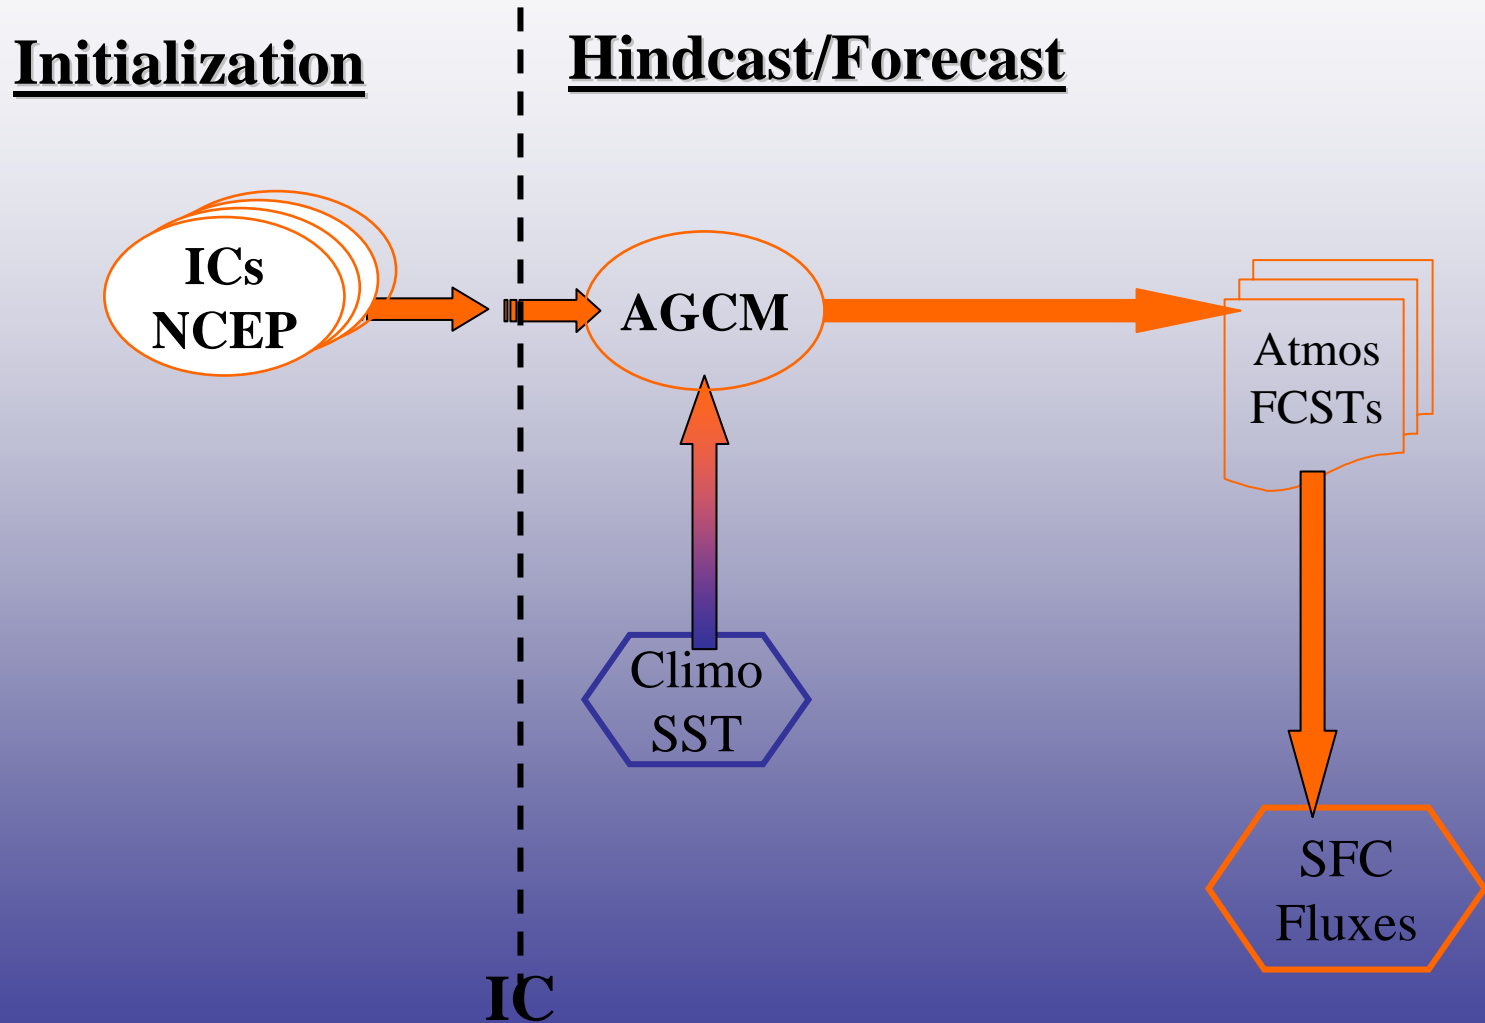 Initialization
Hindcast/Forecast
ICs
NCEP
AGCM
Atmos
FCSTs
Climo
SST
SFC
Fluxes
IC